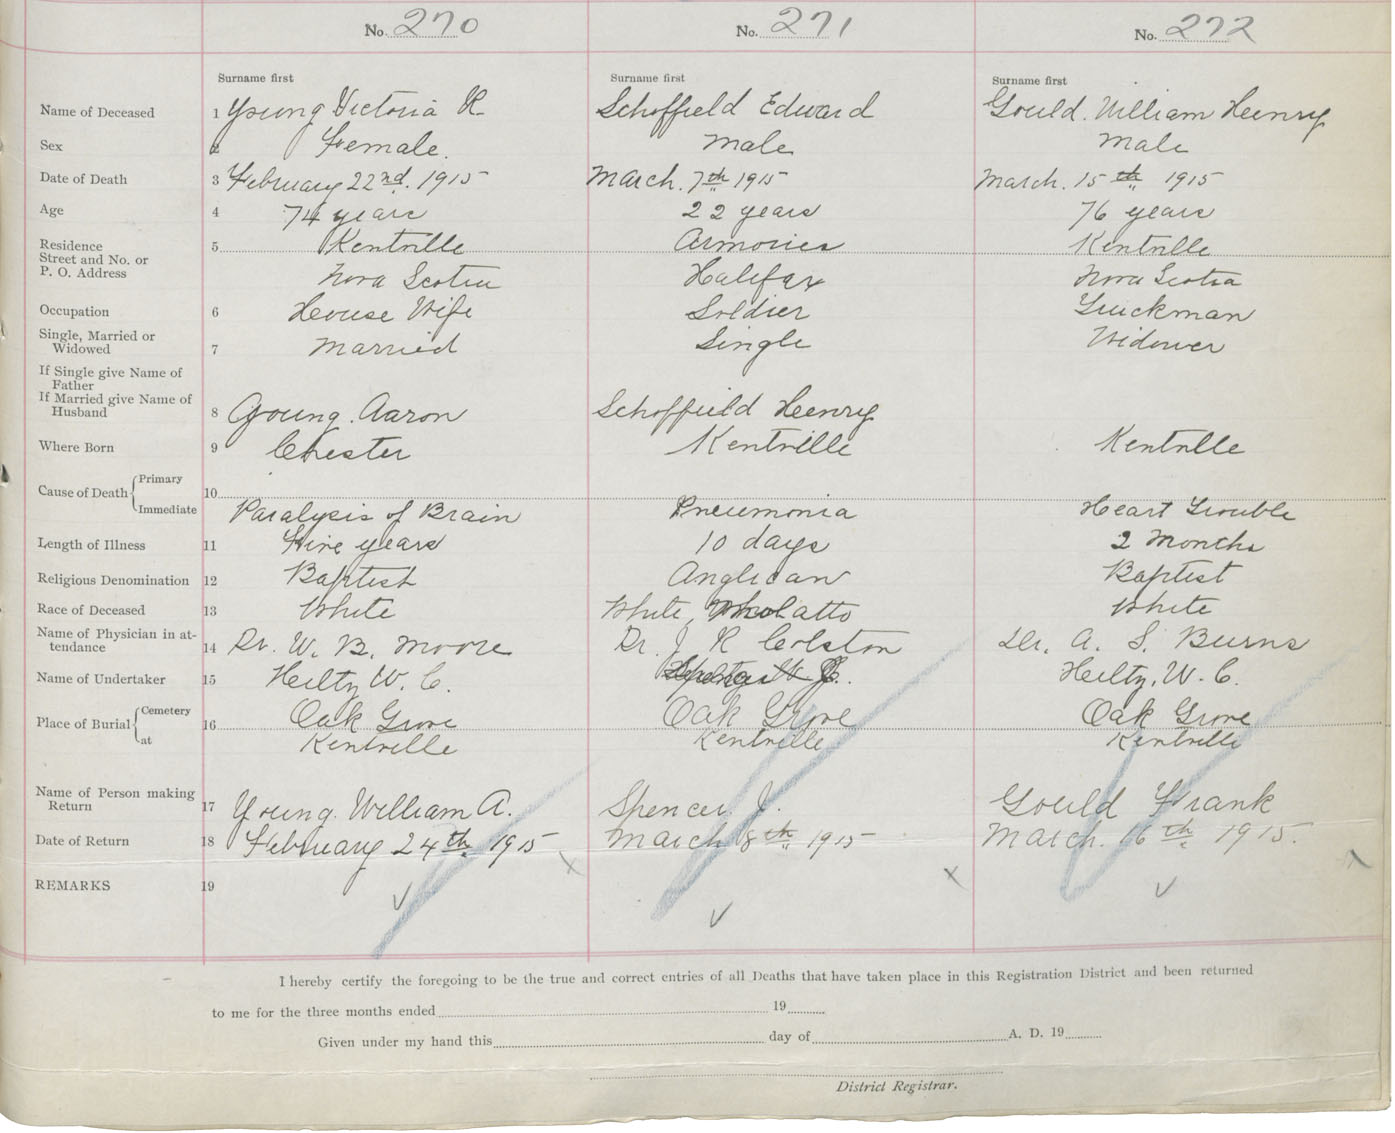 No. 270 No. 271 No. 272
Surname first Surname first Surname first
Name of Deceased 1 Young Victoria R. Schoffield Edward Gould. William Henry
Sex 2 Female. Male Male
Date of Death 3 February 22nd. 1915 March. 7th 1915 March. 15th 1915
Age 4 74 years 22 years 76 years
Residence 5 Kentville Armories Kentville
Street and No. or
P. O. Address Nova Scotia Halifax Nova Scotia
Occupation 6 House Wife Soldier Truckman
Single, Married or
Widowed 7 Married Single Widower
If Single give Name of
Father
If Married give Name of
Husband 8 Young. Aaron Schoffield Henry
Where Born 9 Chester Kentville Kentville
Cause of Death Primary 10
Immediate Paralysis of Brain Pneumonia Heart Trouble
Length of Illness 11 Five years 10 days 2 Months
Religious Denomination 12 Baptist Anglican Baptist
Race of Deceased 13 White White, White
Name of Physician in at-
tendance 14 Dr. W. B. Moore Dr. J R Colston Dr. A. S. Burns
Name of Undertaker 15 Hiltz W. C. Hiltz, W. C.
Place of Burial Cemetery 16 Oak Grove Oak Grove Oak Grove
at Kentville Kentville Kentville
Name of Person making
Return 17 Young. William A. Spencer J. Gould Frank
Date of Return 18 February 24th. 1915 March 8th 1915 March. 16th 1915.
REMARKS 19
I hereby certify the foregoing to be the true and correct entries of all Deaths that have taken place in this Registration District and been returned
to me for the three months ended 19
Given under my hand this day of A. D. 19
District Registrar.